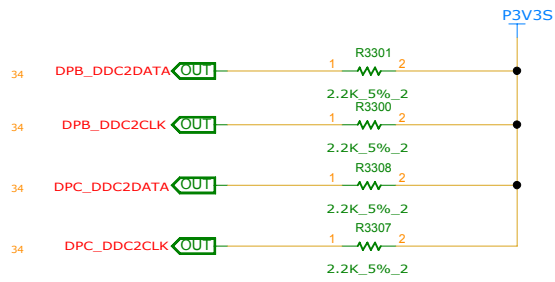 P3V3S
R3301
34 DPB_DDC2DATA OUT 1 2
2.2K_5%_2
R3300
34 DPB_DDC2CLK OUT 1 2
2.2K_5%_2
R3308
34 DPC_DDC2DATA OUT 1 2
2.2K_5%_2
R3307
34 DPC_DDC2CLK OUT 1 2
2.2K_5%_2